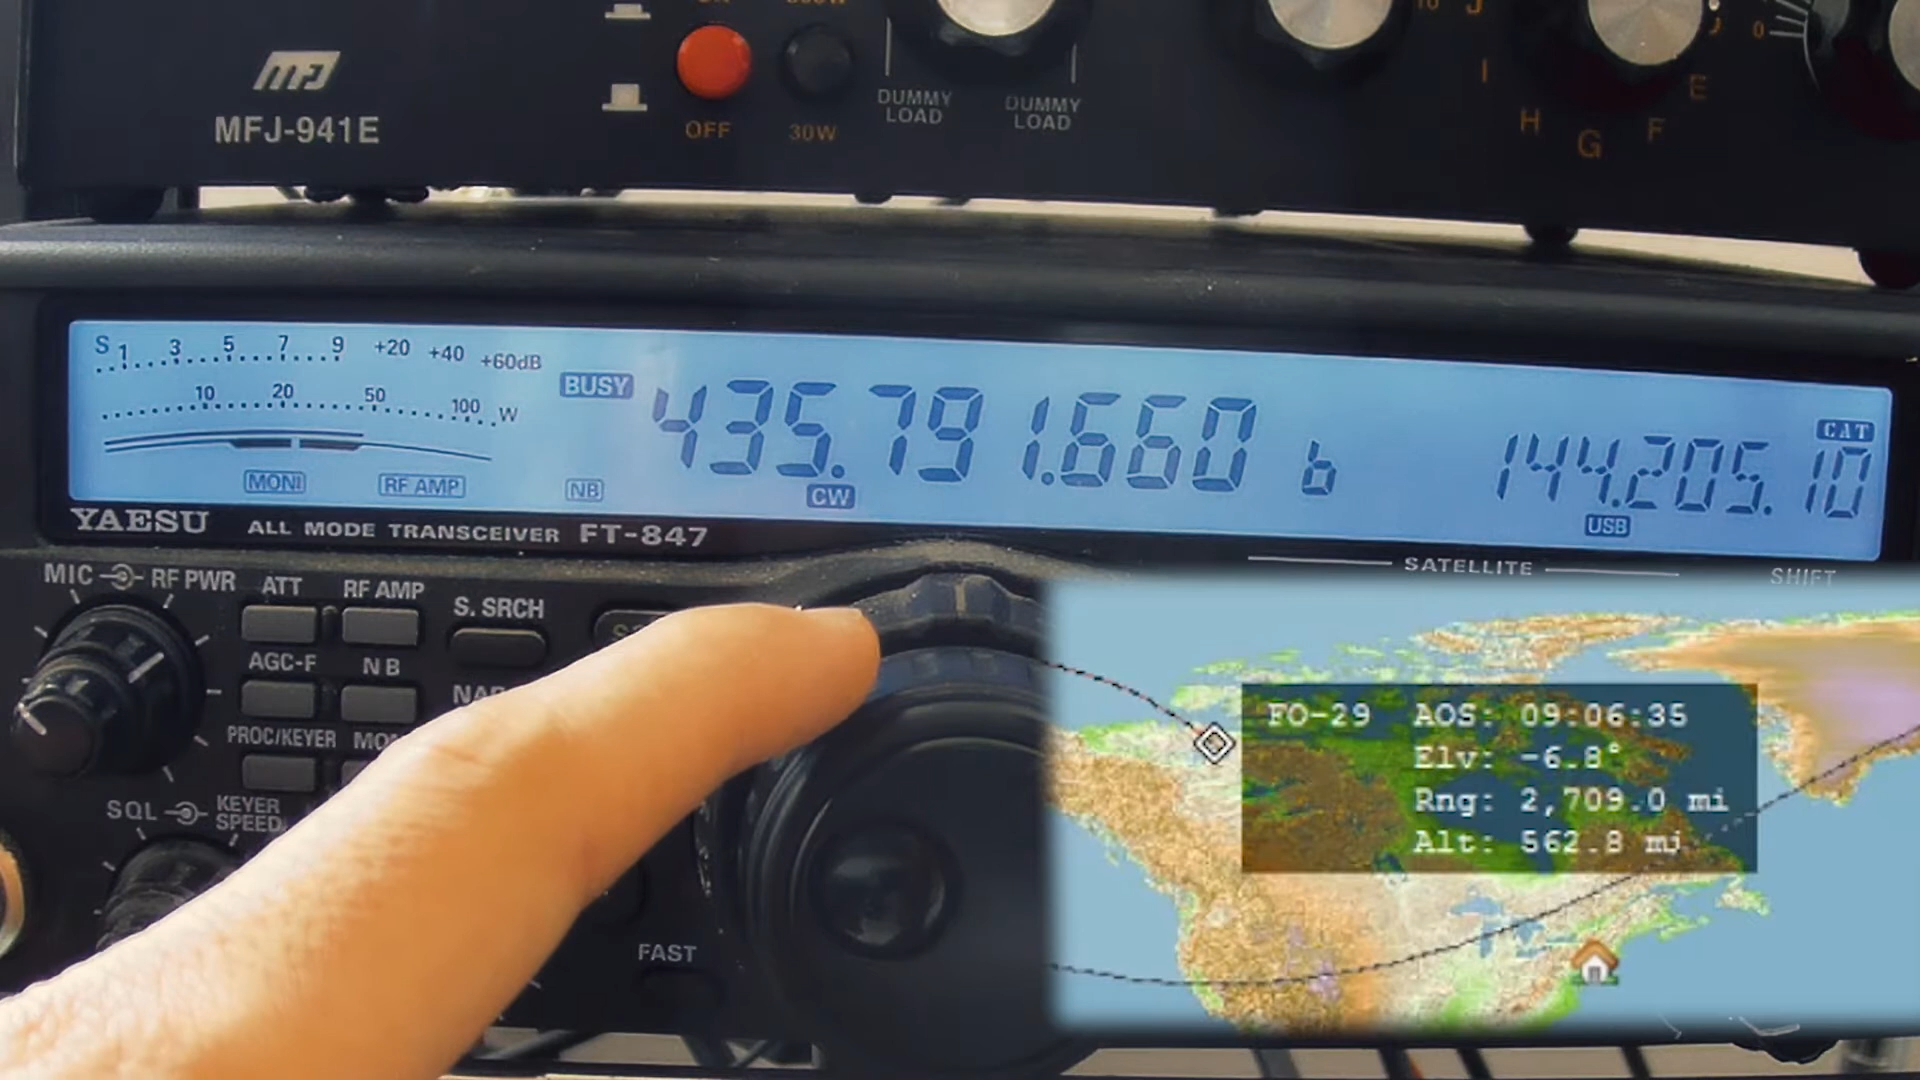 MFJ
MFJ-941E
OFF
30W
DUMMY LOAD
DUMMY LOAD
10
J
I
H
G
F
E
0
S 1 3 5 7 9 +20 +40 +60dB
10 20 50 100 W
MONI
RF AMP
BUSY
NB
435.791.660
CW
b
144.205.10
CAT
USB
YAESU ALL MODE TRANSCEIVER FT-847
SATELLITE
SHIFT
MIC
RF PWR
ATT
RF AMP
S. SRCH
AGC-F
NB
PROC/KEYER
SQL
KEYER
SPEED
FAST
FO-29 AOS: 09:06:35
Elv: -6.8°
Rng: 2,709.0 mi
Alt: 562.8 mi